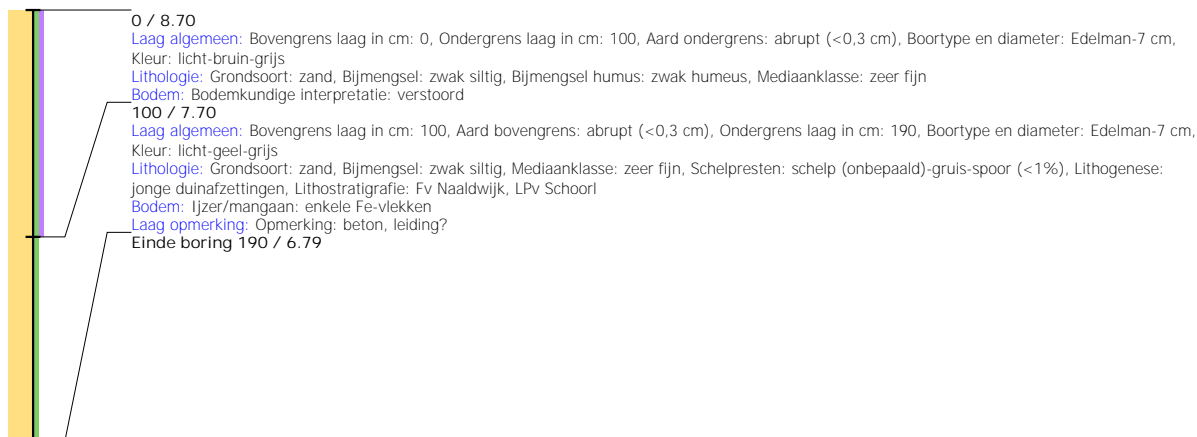 0 / 8.70
Laag algemeen: Bovengrens laag in cm: 0, Ondergrens laag in cm: 100, Aard ondergrens: abrupt (<0,3 cm), Boortype en diameter: Edelman-7 cm,
Kleur: licht-bruin-grijs
Lithologie: Grondsoort: zand, Bijmengsel: zwak siltig, Bijmengsel humus: zwak humeus, Mediaanklasse: zeer fijn
Bodem: Bodemkundige interpretatie: verstoord
100 / 7.70
Laag algemeen: Bovengrens laag in cm: 100, Aard bovengrens: abrupt (<0,3 cm), Ondergrens laag in cm: 190, Boortype en diameter: Edelman-7 cm,
Kleur: licht-geel-grijs
Lithologie: Grondsoort: zand, Bijmengsel: zwak siltig, Mediaanklasse: zeer fijn, Schelpresten: schelp (onbepaald)-gruis-spoor (<1%), Lithogenese:
jonge duinafzettingen, Lithostratigrafie: Fv Naaldwijk, LPv Schoorl
Bodem: Ijzer/mangaan: enkele Fe-vlekken
Laag opmerking: Opmerking: beton, leiding?
Einde boring 190 / 6.79